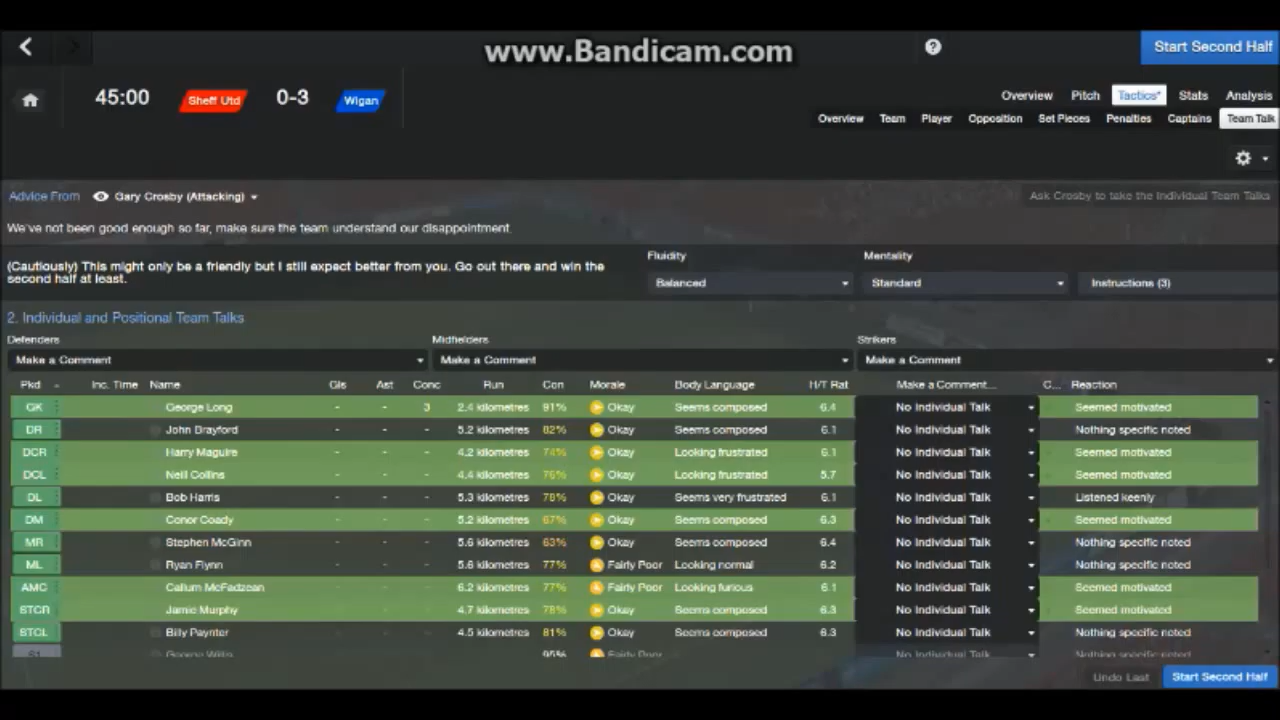 www.Bandicam.com
Start Second Half
45:00 Sheff Utd 0-3 Wigan
Overview Pitch Tactics* Stats Analysis
Overview Team Player Opposition Set Pieces Penalties Captains Team Talk
Advice From Gary Crosby (Attacking) Ask Crosby to take the Individual Team Talks
We've not been good enough so far, make sure the team understand our disappointment.
Fluidity Mentality
(Cautiously) This might only be a friendly but I still expect better from you. Go out there and win the
second half at least.
Balanced Standard Instructions (3)
2. Individual and Positional Team Talks
Defenders Midfielders Strikers
Make a Comment Make a Comment Make a Comment
Pkd Inc. Time Name Gls Ast Conc Run Con Morale Body Language H/T Rat Make a Comment... C... Reaction
GK George Long - - 3 2.4 kilometres 91% Okay Seems composed 6.4 No Individual Talk Seemed motivated
DR John Brayford - - - 5.2 kilometres 82% Okay Seems composed 6.1 No Individual Talk Nothing specific noted
DCR Harry Maguire - - - 4.2 kilometres 74% Okay Looking frustrated 6.1 No Individual Talk Seemed motivated
DCL Neill Collins - - - 4.4 kilometres 76% Okay Looking frustrated 5.7 No Individual Talk Seemed motivated
DL Bob Harris - - - 5.3 kilometres 78% Okay Seems very frustrated 6.1 No Individual Talk Listened keenly
DM Conor Coady - - - 5.2 kilometres 67% Okay Seems composed 6.3 No Individual Talk Seemed motivated
MR Stephen McGinn - - - 5.6 kilometres 63% Okay Seems composed 6.4 No Individual Talk Nothing specific noted
ML Ryan Flynn - - - 5.6 kilometres 77% Fairly Poor Looking normal 6.2 No Individual Talk Nothing specific noted
AMC Callum McFadzean - - - 6.2 kilometres 77% Fairly Poor Looking furious 6.1 No Individual Talk Seemed motivated
STCR Jamie Murphy - - - 4.7 kilometres 78% Okay Seems composed 6.3 No Individual Talk Seemed motivated
STCL Billy Paynter - - - 4.5 kilometres 81% Okay Seems composed 6.3 No Individual Talk Nothing specific noted
S1 George Willis 95% Fairly Poor No Individual Talk Nothing specific noted
Undo Last Start Second Half